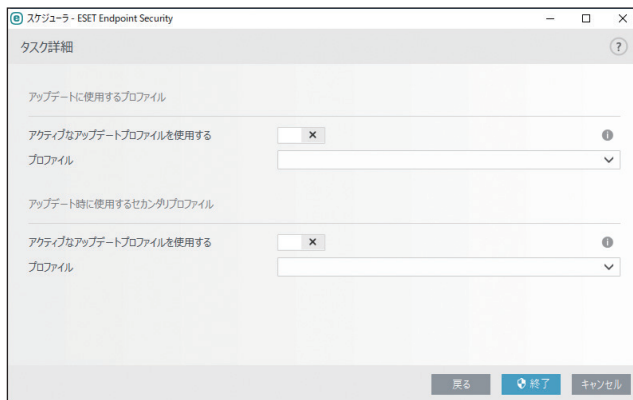 スケジューラ - ESET Endpoint Security
タスク詳細
?
アップデートに使用するプロファイル
アクティブなアップデートプロファイルを使用する
プロファイル
アップデート時に使用するセカンダリプロファイル
アクティブなアップデートプロファイルを使用する
プロファイル
戻る 終了 キャンセル